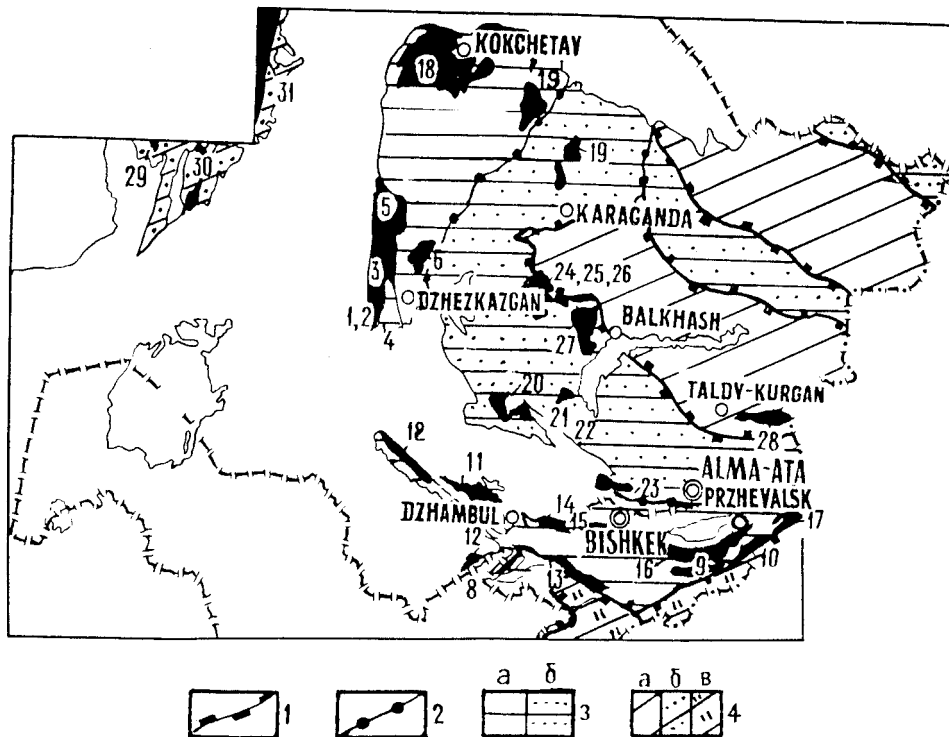 KOKCHETAV
18
19
31
19
29
30
5
KARAGANDA
6
3
24, 25, 26
DZHEZKAZGAN
1, 2
4
BALKHASH
27
20
TALDY-KURGAN
21
22
28
12
11
ALMA-ATA
23
PRZHEVALSK
14
DZHAMBUL
15
17
12
BISHKEK
16
9
10
8
13
а б
а б в
1
2
3
4